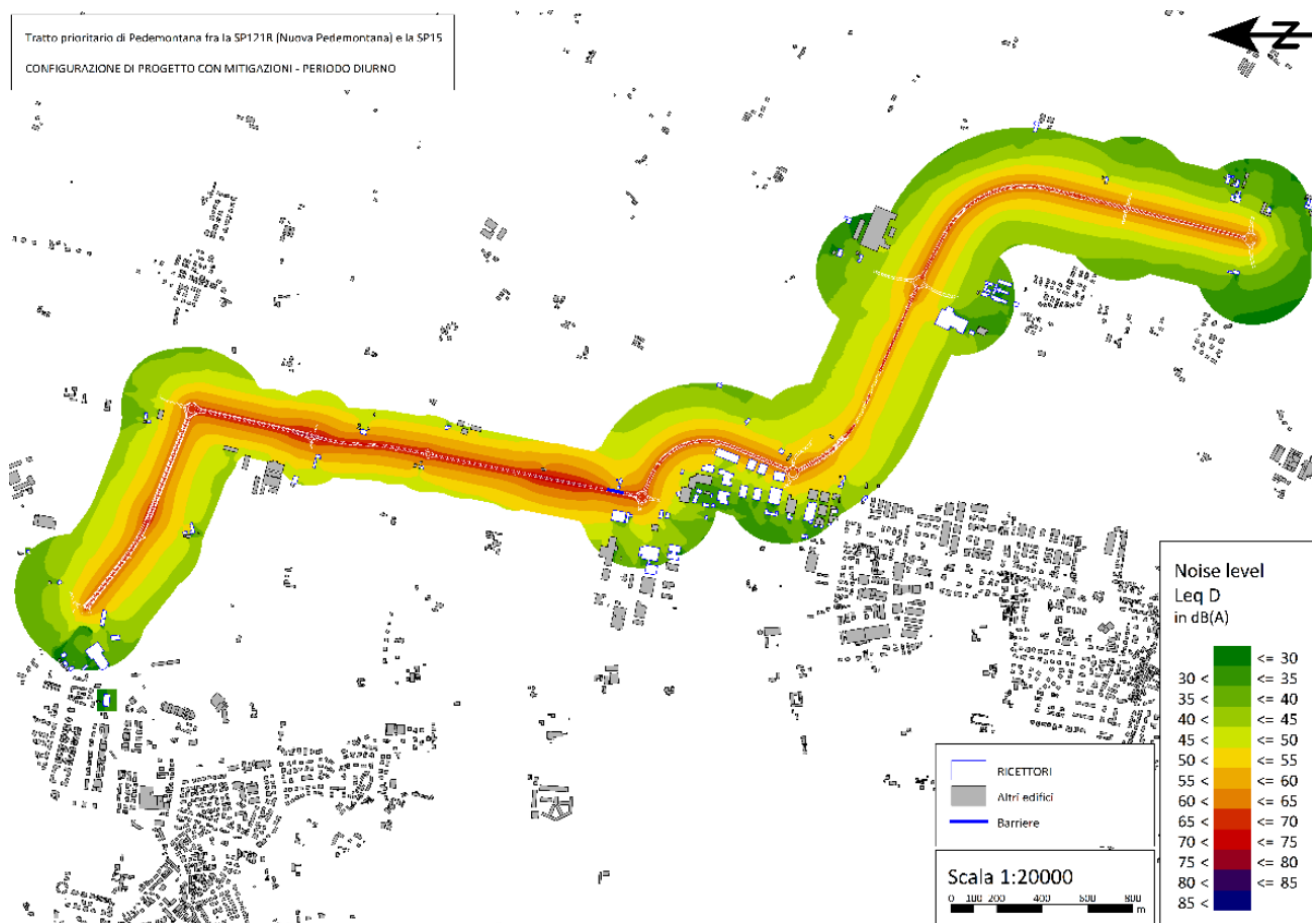 Tratto prioritario di Pedemontana fra la SP121R (Nuova Pedemontana) e la SP15
CONFIGURAZIONE DI PROGETTO CON MITIGAZIONI - PERIODO DIURNO
Z
Noise level
Leq D
in dB(A)
<= 30
30 < <= 35
35 < <= 40
40 < <= 45
45 < <= 50
50 < <= 55
55 < <= 60
60 < <= 65
65 < <= 70
70 < <= 75
75 < <= 80
80 < <= 85
85 <
RICETTORI
Altri edifici
Barriere
Scala 1:20000
0 100 200 400 600 800
m